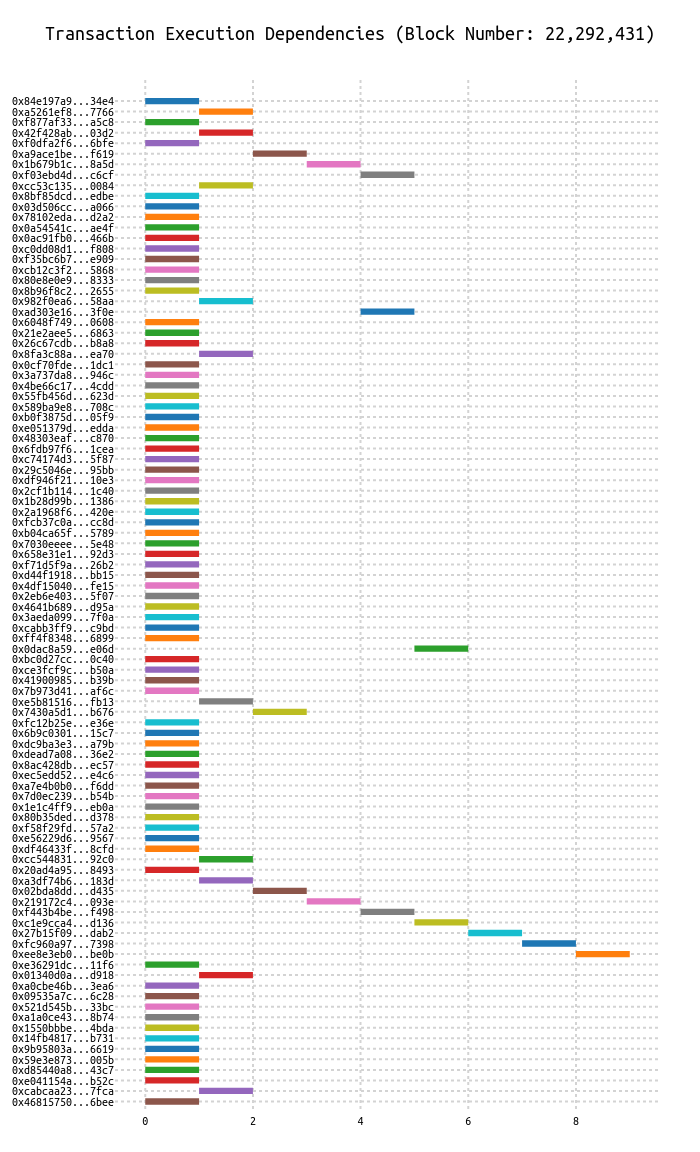 Transaction Execution Dependencies (Block Number: 22,292,431)
0x84e197a9...34e4
0xa5261ef8...7766
0xf877af33...a5c8
0x42f428ab...03d2
0xf0dfa2f6...6bfe
0xa9ace1be...f619
0x1b679b1c...8a5d
0xf03ebd4d...c6cf
0xcc53c135...0084
0x8bf85dcd...edbe
0x03d506cc...a066
0x78102eda...d2a2
0x0a54541c...ae4f
0x0ac91fb0...466b
0xc0dd08d1...f808
0xf35bc6b7...e909
0xcb12c3f2...5868
0x80e8e0e9...8333
0x8b96f8c2...2655
0x982f0ea6...58aa
0xad303e16...3f0e
0x6048f749...0608
0x21e2aee5...6863
0x26c67cdb...b8a8
0x8fa3c88a...ea70
0x0cf70fde...1dc1
0x3a737da8...946c
0x4be66c17...4cdd
0x55fb456d...623d
0x589ba9e8...708c
0xb0f3875d...05f9
0xe051379d...edda
0x48303eaf...c870
0x6fdb97f6...1cea
0xc74174d3...5f87
0x29c5046e...95bb
0xdf946f21...10e3
0x2cf1b114...1c40
0x1b28d99b...1386
0x2a1968f6...420e
0xfcb37c0a...cc8d
0xb04ca65f...5789
0x7030eeee...5e48
0x658e31e1...92d3
0xf71d5f9a...26b2
0xd44f1918...bb15
0x4df15040...fe15
0x2eb6e403...5f07
0x4641b689...d95a
0x3aeda099...7f0a
0xcabb3ff9...c9bd
0xff4f8348...6899
0x0dac8a59...e06d
0xbc0d27cc...0c40
0xce3fcf9c...b50a
0x41900985...b39b
0x7b973d41...af6c
0xe5b81516...fb13
0x7430a5d1...b676
0xfc12b25e...e36e
0x6b9c0301...15c7
0xdc9ba3e3...a79b
0xdead7a08...36e2
0x8ac428db...ec57
0xec5edd52...e4c6
0xa7e4b0b0...f6dd
0x7d0ec239...b54b
0x1e1c4ff9...eb0a
0x80b35ded...d378
0xf58f29fd...57a2
0xe56229d6...9567
0xdf46433f...8cfd
0xcc544831...92c0
0x20ad4a95...8493
0xa3df74b6...183d
0x02bda8dd...d435
0x219172c4...093e
0xf443b4be...f498
0xc1e9cca4...d136
0x27b15f09...dab2
0xfc960a97...7398
0xee8e3eb0...be0b
0xe36291dc...11f6
0x01340d0a...d918
0xa0cbe46b...3ea6
0x09535a7c...6c28
0x521d545b...33bc
0xa1a0ce43...8b74
0x1550bbbe...4bda
0x14fb4817...b731
0x9b95803a...6619
0x59e3e873...005b
0xd85440a8...43c7
0xe041154a...b52c
0xcabcaa23...7fca
0x46815750...6bee
0 2 4 6 8